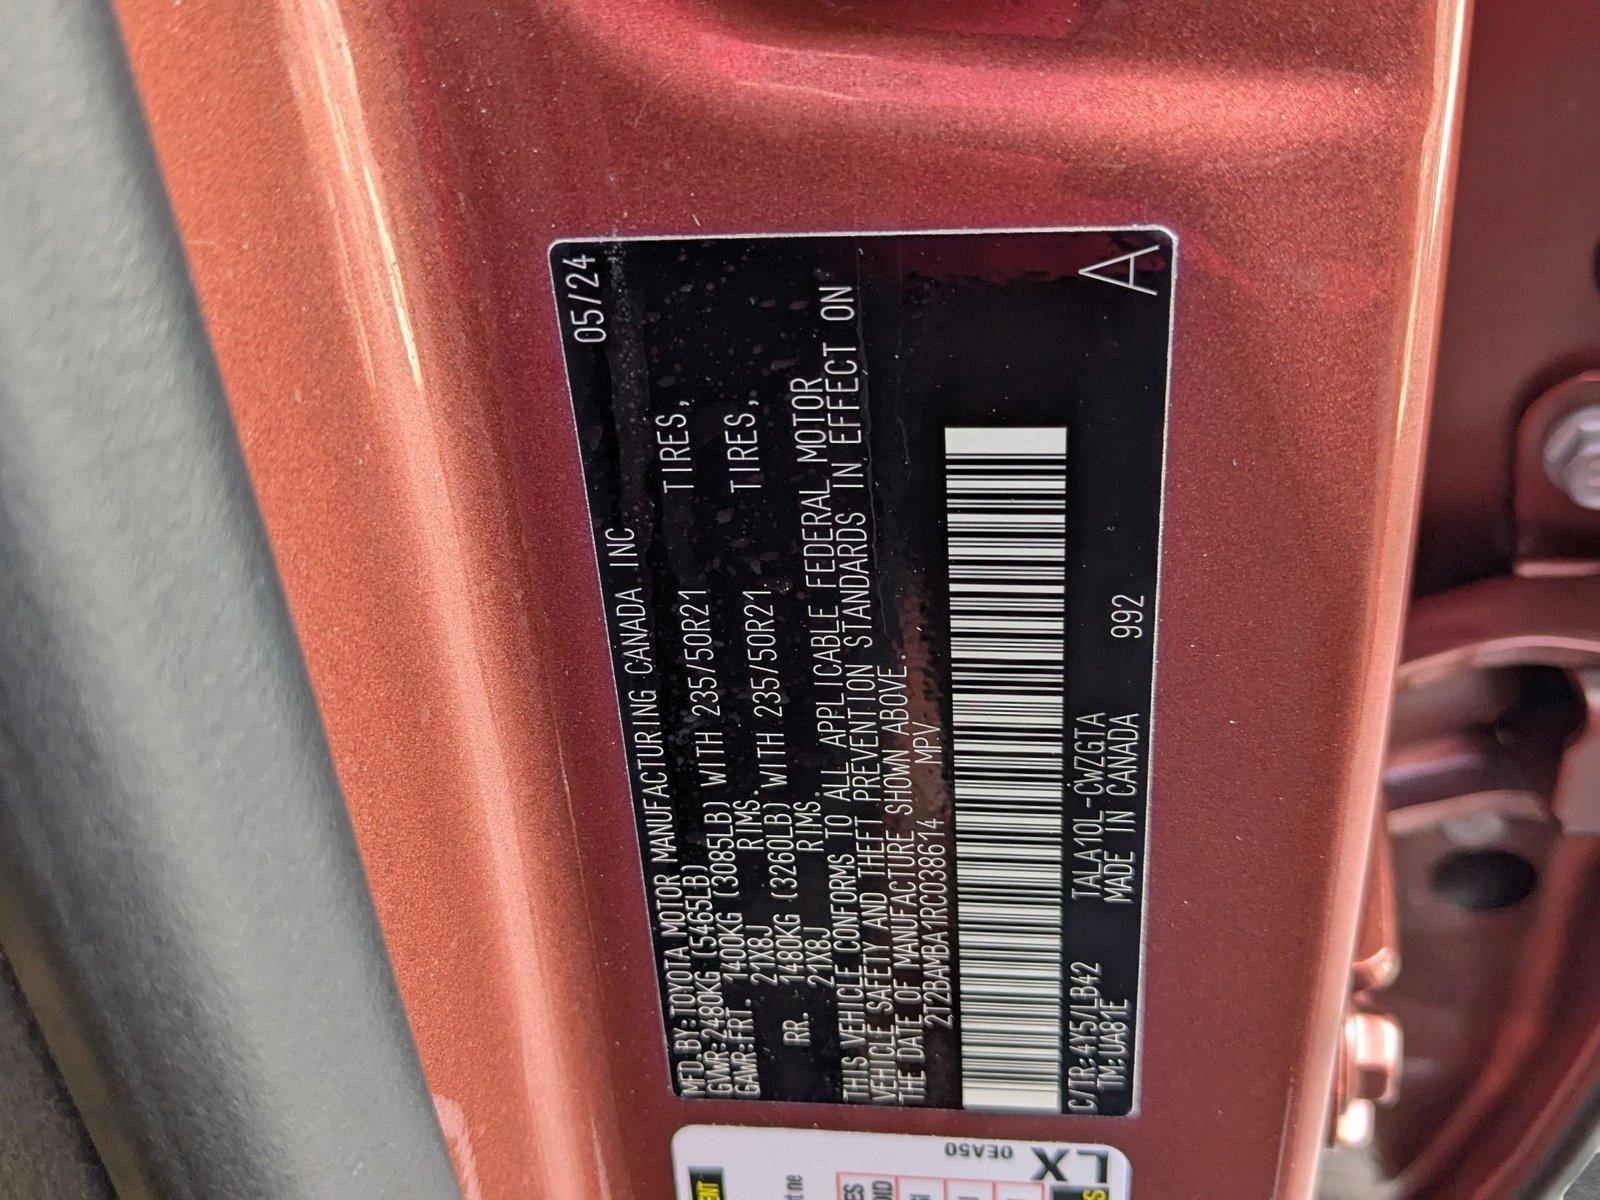 MFD.BY:TOYOTA MOTOR MANUFACTURING CANADA INC 05/24
GVWR:2480KG (5465LB)
GAWR:FRT. 1400KG (3085LB) WITH 235/50R21 TIRES,
21X8J RIMS.
RR. 1480KG (3260LB) WITH 235/50R21 TIRES,
21X8J RIMS.
THIS VEHICLE CONFORMS TO ALL APPLICABLE FEDERAL MOTOR
VEHICLE SAFETY AND THEFT PREVENTION STANDARDS IN EFFECT ON
THE DATE OF MANUFACTURE SHOWN ABOVE.
2T2BAMBA1RC038614 MPV
C/TR:4X5/LB42 TALA10L-CWZGTA 992
TM:UA81E MADE IN CANADA
A
LX
0EA50